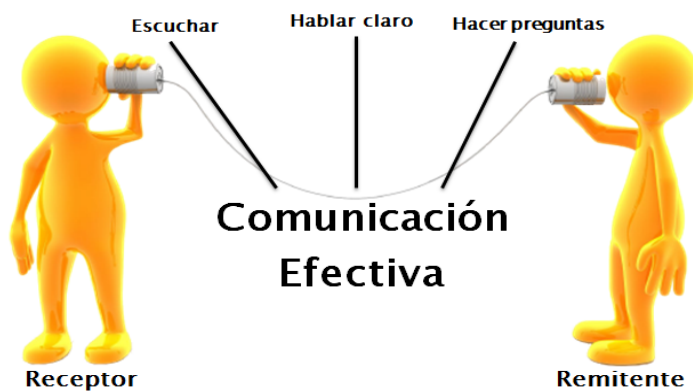 Escuchar
Hablar claro
Hacer preguntas
Comunicación
Efectiva
Receptor
Remitente